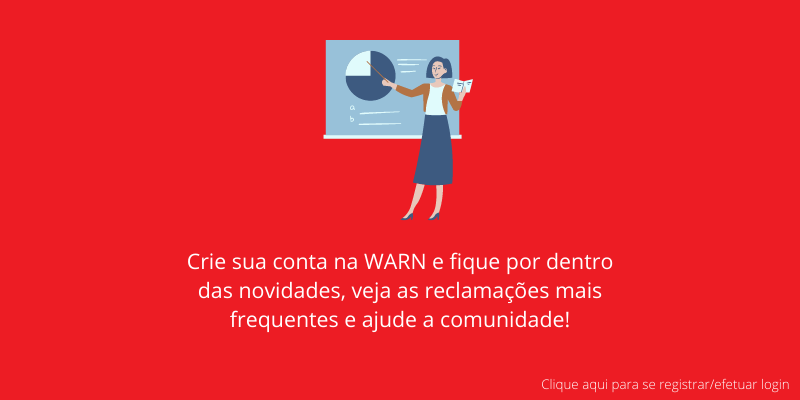 a
b
Crie sua conta na WARN e fique por dentro
das novidades, veja as reclamações mais
frequentes e ajude a comunidade!
Clique aqui para se registrar/efetuar login